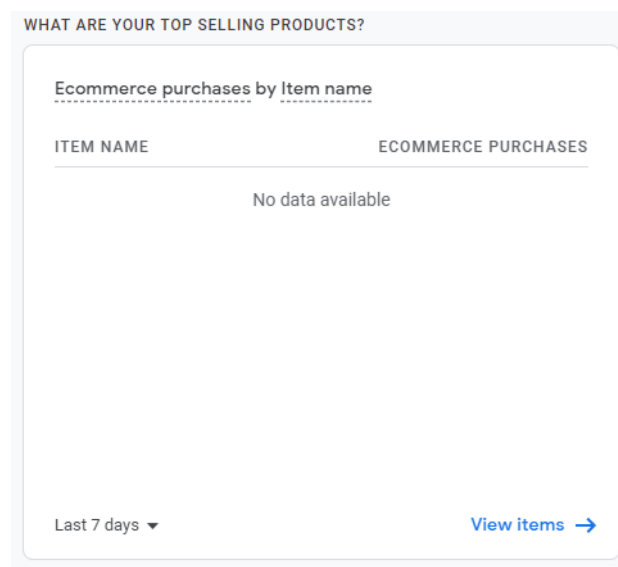 WHAT ARE YOUR TOP SELLING PRODUCTS?
Ecommerce purchases by Item name
ITEM NAME ECOMMERCE PURCHASES
No data available
Last 7 days View items